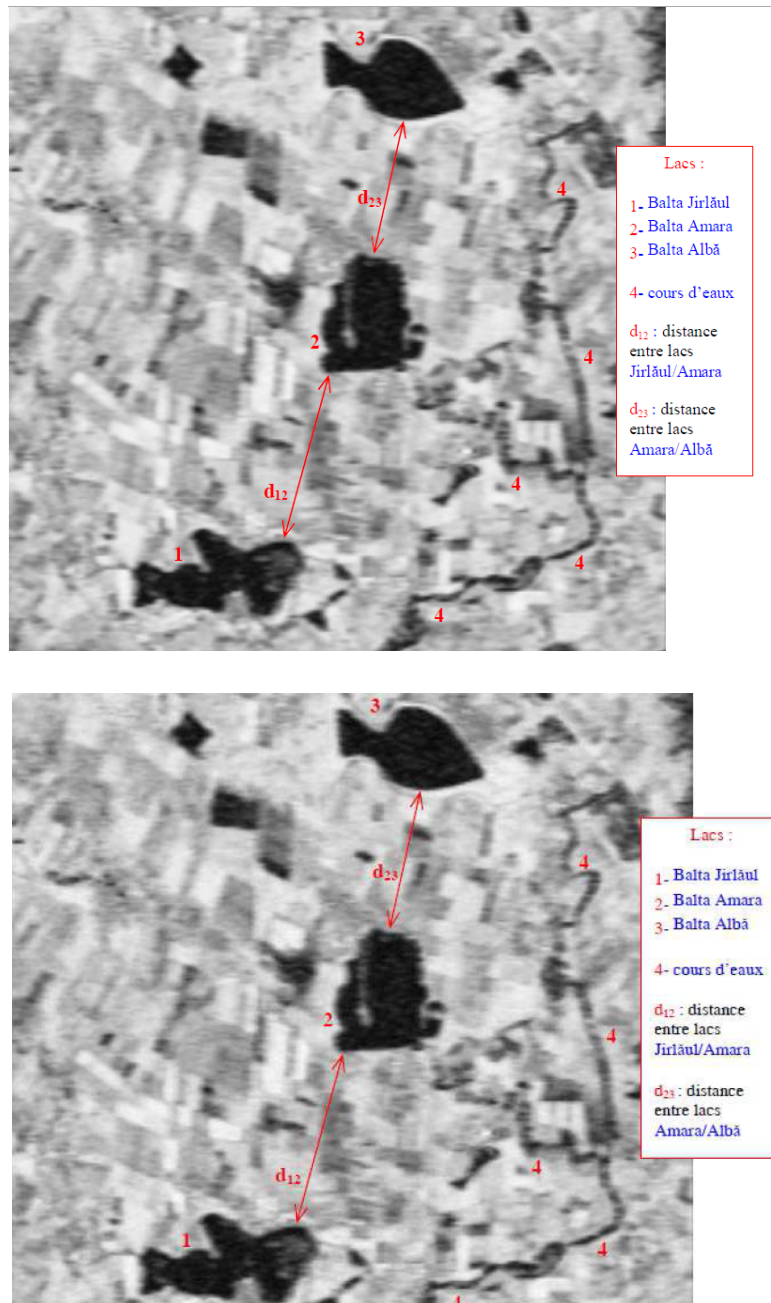 3
4
d₂₃
2
4
d₁₂
4
1
4
4
Lacs :
1- Balta Jirlăul
2- Balta Amara
3- Balta Albă
4- cours d'eaux
d₁₂ : distance
entre lacs
Jirlăul/Amara
d₂₃ : distance
entre lacs
Amara/Albă
3
4
d₂₃
2
4
d₁₂
4
1
4
4
Lacs :
1- Balta Jirlăul
2- Balta Amara
3- Balta Albă
4- cours d'eaux
d₁₂ : distance
entre lacs
Jirlăul/Amara
d₂₃ : distance
entre lacs
Amara/Albă